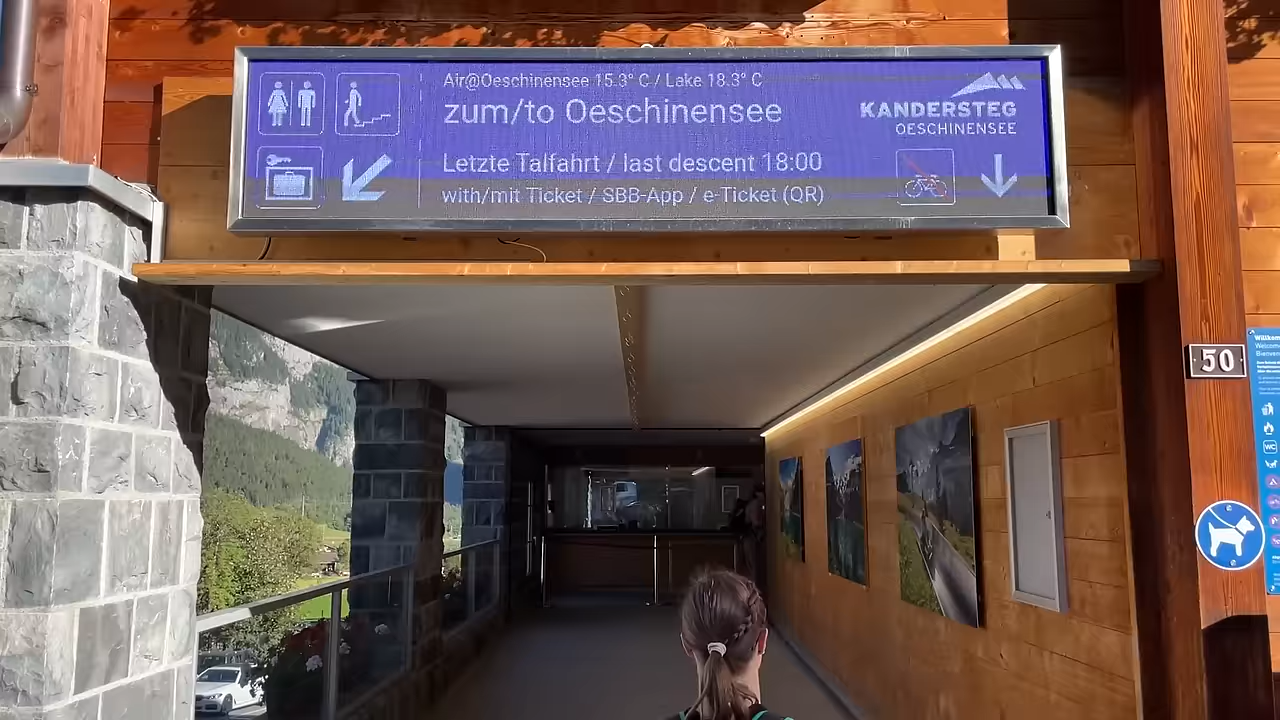 Air@Oeschinensee 15.3° C / Lake 18.3° C
zum/to Oeschinensee
KANDERSTEG
OESCHINENSEE
Letzte Talfahrt / last descent 18:00
with/mit Ticket / SBB-App / e-Ticket (QR)
50
WC